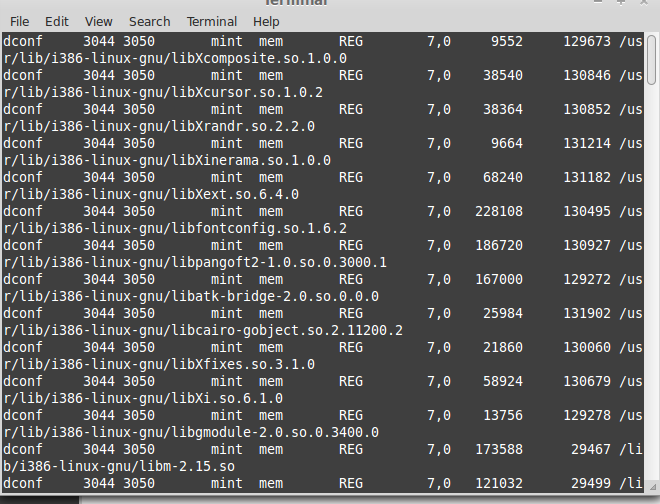 Terminal
File Edit View Search Terminal Help
dconf 3044 3050 mint mem REG 7,0 9552 129673 /us
r/lib/i386-linux-gnu/libXcomposite.so.1.0.0
dconf 3044 3050 mint mem REG 7,0 38540 130846 /us
r/lib/i386-linux-gnu/libXcursor.so.1.0.2
dconf 3044 3050 mint mem REG 7,0 38364 130852 /us
r/lib/i386-linux-gnu/libXrandr.so.2.2.0
dconf 3044 3050 mint mem REG 7,0 9664 131214 /us
r/lib/i386-linux-gnu/libXinerama.so.1.0.0
dconf 3044 3050 mint mem REG 7,0 68240 131182 /us
r/lib/i386-linux-gnu/libXext.so.6.4.0
dconf 3044 3050 mint mem REG 7,0 228108 130495 /us
r/lib/i386-linux-gnu/libfontconfig.so.1.6.2
dconf 3044 3050 mint mem REG 7,0 186720 130927 /us
r/lib/i386-linux-gnu/libpangoft2-1.0.so.0.3000.1
dconf 3044 3050 mint mem REG 7,0 167000 129272 /us
r/lib/i386-linux-gnu/libatk-bridge-2.0.so.0.0.0
dconf 3044 3050 mint mem REG 7,0 25984 131902 /us
r/lib/i386-linux-gnu/libcairo-gobject.so.2.11200.2
dconf 3044 3050 mint mem REG 7,0 21860 130060 /us
r/lib/i386-linux-gnu/libXfixes.so.3.1.0
dconf 3044 3050 mint mem REG 7,0 58924 130679 /us
r/lib/i386-linux-gnu/libXi.so.6.1.0
dconf 3044 3050 mint mem REG 7,0 13756 129278 /us
r/lib/i386-linux-gnu/libgmodule-2.0.so.0.3400.0
dconf 3044 3050 mint mem REG 7,0 173588 29467 /li
b/i386-linux-gnu/libm-2.15.so
dconf 3044 3050 mint mem REG 7,0 121032 29499 /li